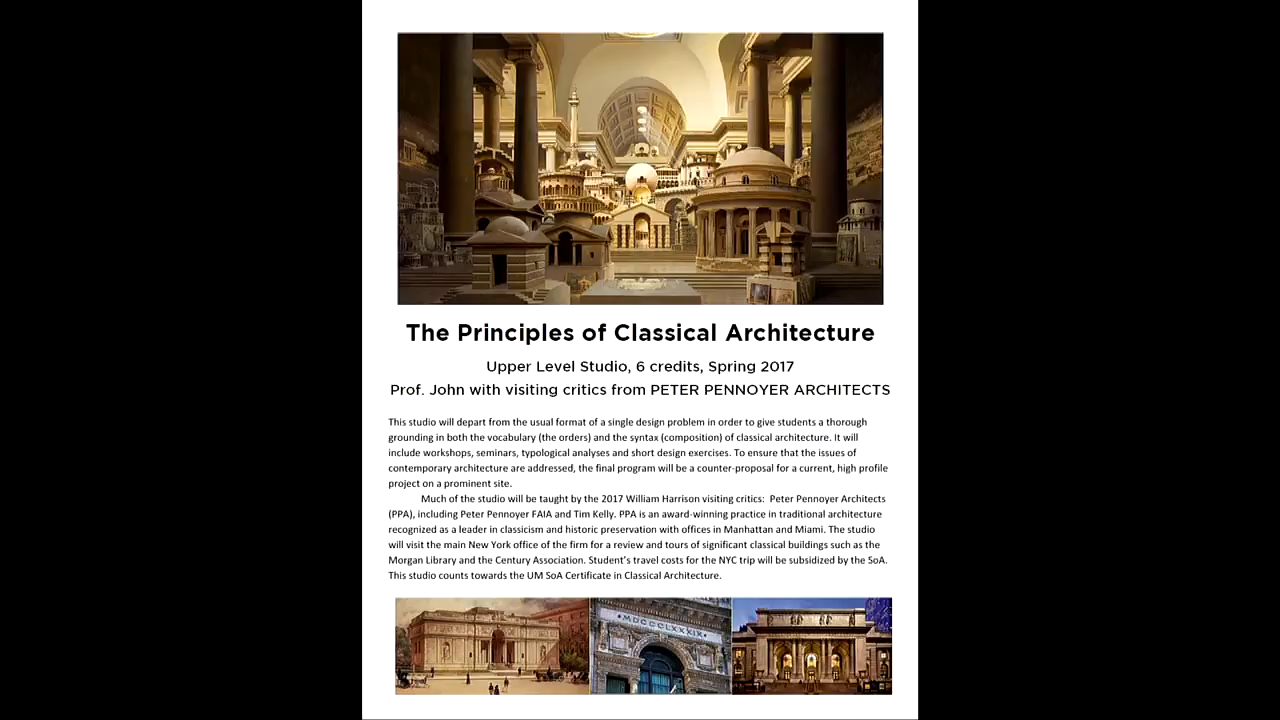 The Principles of Classical Architecture
Upper Level Studio, 6 credits, Spring 2017
Prof. John with visiting critics from PETER PENNOYER ARCHITECTS
This studio will depart from the usual format of a single design problem in order to give students a thorough
grounding in both the vocabulary (the orders) and the syntax (composition) of classical architecture. It will
include workshops, seminars, typological analyses and short design exercises. To ensure that the issues of
contemporary architecture are addressed, the final program will be a counter-proposal for a current, high profile
project on a prominent site.
Much of the studio will be taught by the 2017 William Harrison visiting critics: Peter Pennoyer Architects
(PPA), including Peter Pennoyer FAIA and Tim Kelly. PPA is an award-winning practice in traditional architecture
recognized as a leader in classicism and historic preservation with offices in Manhattan and Miami. The studio
will visit the main New York office of the firm for a review and tours of significant classical buildings such as the
Morgan Library and the Century Association. Student's travel costs for the NYC trip will be subsidized by the SoA.
This studio counts towards the UM SoA Certificate in Classical Architecture.
•MDCCCLXXXIX•